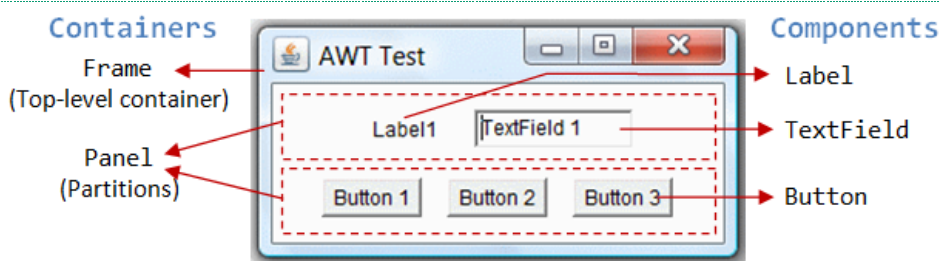 Containers
Frame
(Top-level container)
Panel
(Partitions)
AWT Test
Label1
TextField 1
Button 1
Button 2
Button 3
Components
Label
TextField
Button